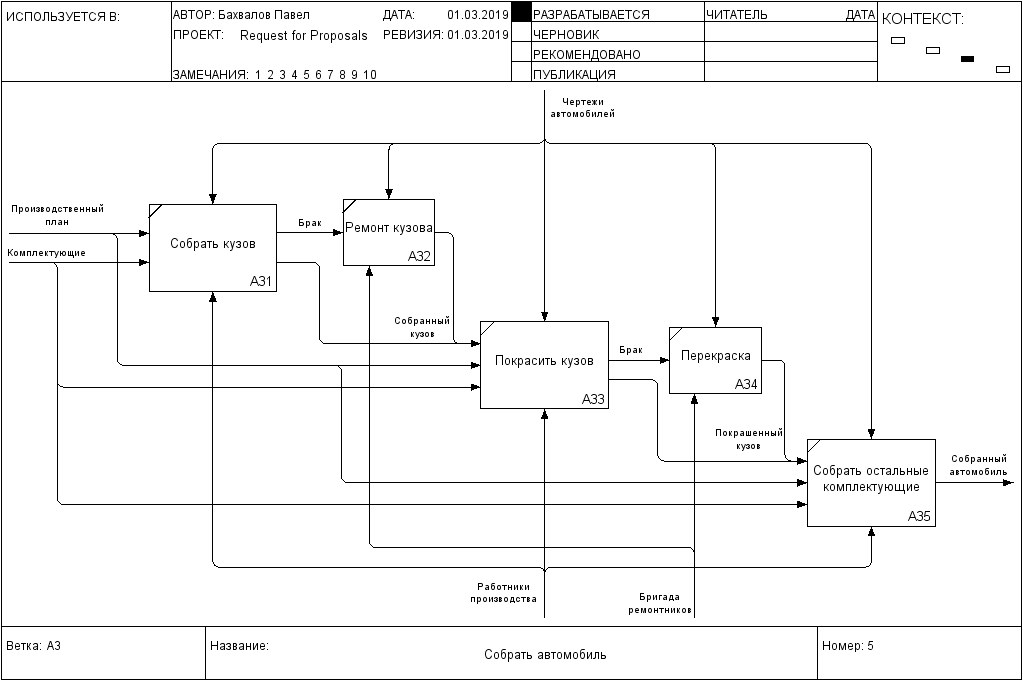 ИСПОЛЬЗУЕТСЯ В:
АВТОР: Бахвалов Павел
ДАТА: 01.03.2019
ПРОЕКТ: Request for Proposals
РЕВИЗИЯ: 01.03.2019
ЗАМЕЧАНИЯ: 1 2 3 4 5 6 7 8 9 10
РАЗРАБАТЫВАЕТСЯ
ЧЕРНОВИК
РЕКОМЕНДОВАНО
ПУБЛИКАЦИЯ
ЧИТАТЕЛЬ ДАТА
КОНТЕКСТ:
Чертежи
автомобилей
Производственный
план
Комплектующие
Собрать кузов
A31
Брак
Ремонт кузова
A32
Собранный
кузов
Покрасить кузов
A33
Брак
Перекраска
A34
Покрашенный
кузов
Собрать остальные
комплектующие
A35
Собранный
автомобиль
Работники
производства
Бригада
ремонтников
Ветка: A3
Название:
Собрать автомобиль
Номер: 5